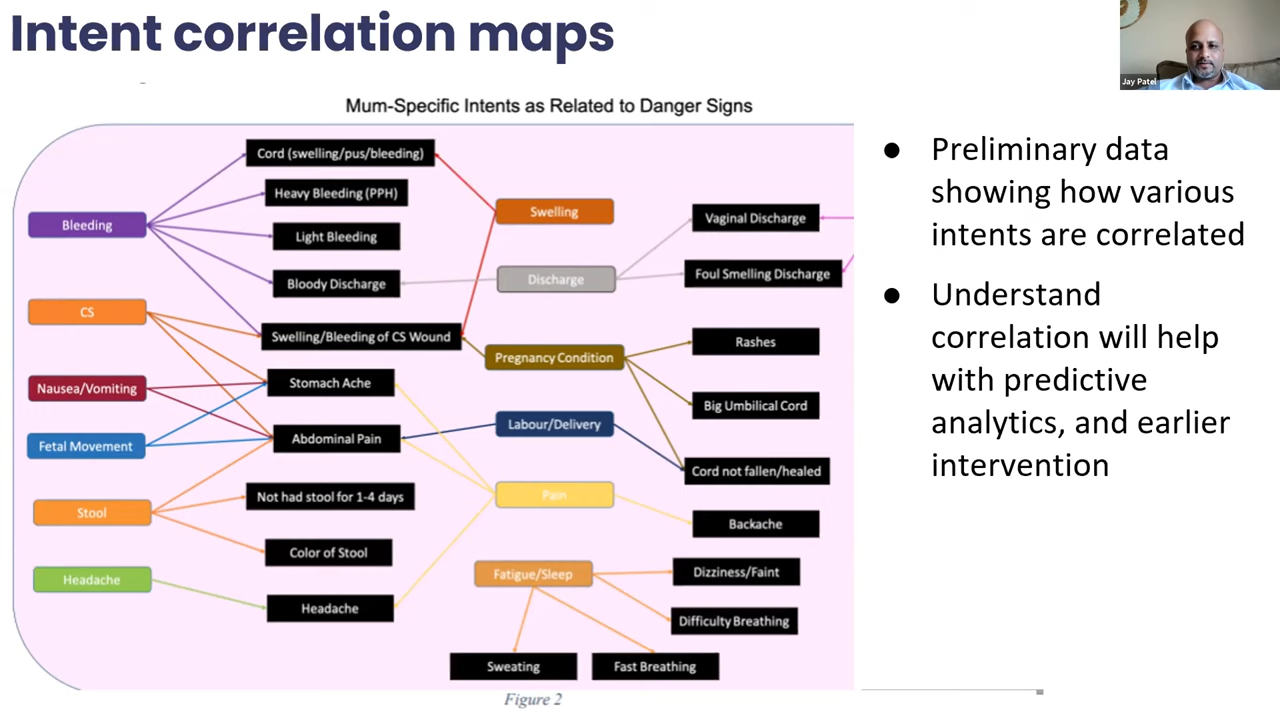 Intent correlation maps
Jay Patel
Mum-Specific Intents as Related to Danger Signs
Bleeding
CS
Nausea/Vomiting
Fetal Movement
Stool
Headache
Cord (swelling/pus/bleeding)
Heavy Bleeding (PPH)
Light Bleeding
Bloody Discharge
Swelling/Bleeding of CS Wound
Stomach Ache
Abdominal Pain
Not had stool for 1-4 days
Color of Stool
Headache
Swelling
Discharge
Pregnancy Condition
Labour/Delivery
Pain
Fatigue/Sleep
Sweating
Fast Breathing
Vaginal Discharge
Foul Smelling Discharge
Rashes
Big Umbilical Cord
Cord not fallen/healed
Backache
Dizziness/Faint
Difficulty Breathing
Figure 2
● Preliminary data
showing how various
intents are correlated
● Understand
correlation will help
with predictive
analytics, and earlier
intervention